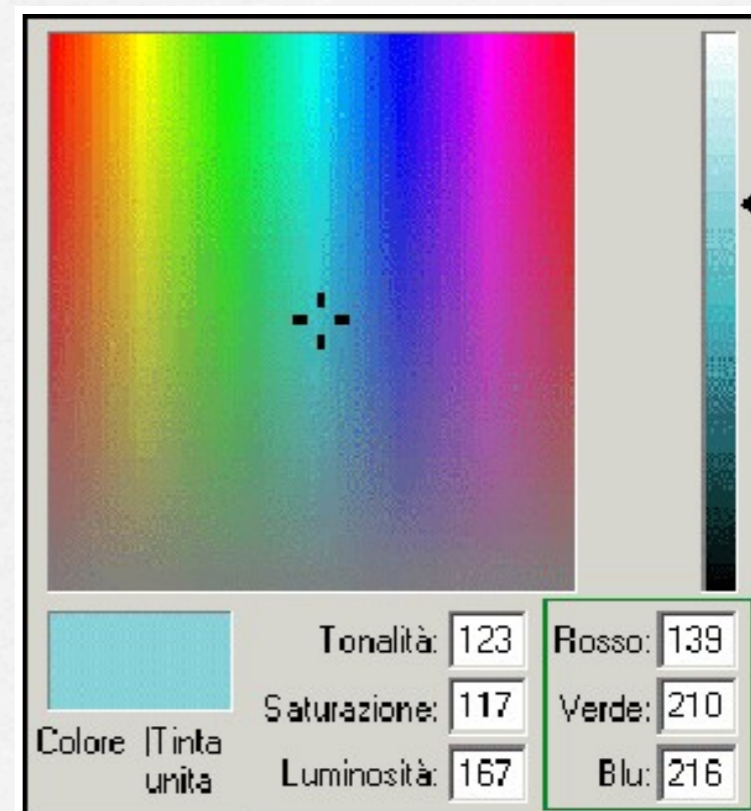 Tonalità: 123 Rosso: 139
Saturazione: 117 Verde: 210
Colore |Tinta
unita
Luminosità: 167 Blu: 216